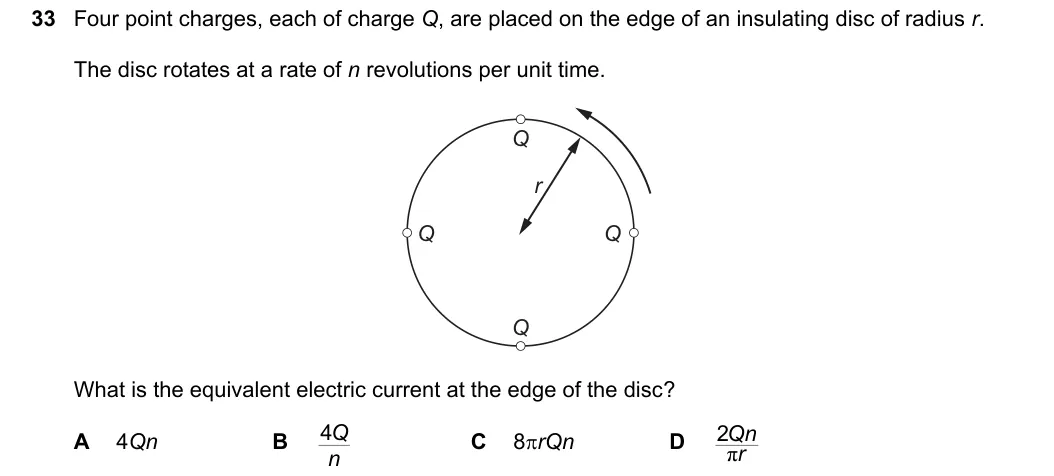 33 Four point charges, each of charge Q, are placed on the edge of an insulating disc of radius r.
The disc rotates at a rate of n revolutions per unit time.
Q
r
Q Q
Q
What is the equivalent electric current at the edge of the disc?
A 4Qn B 4Q/n C 8πrQn D 2Qn/πr